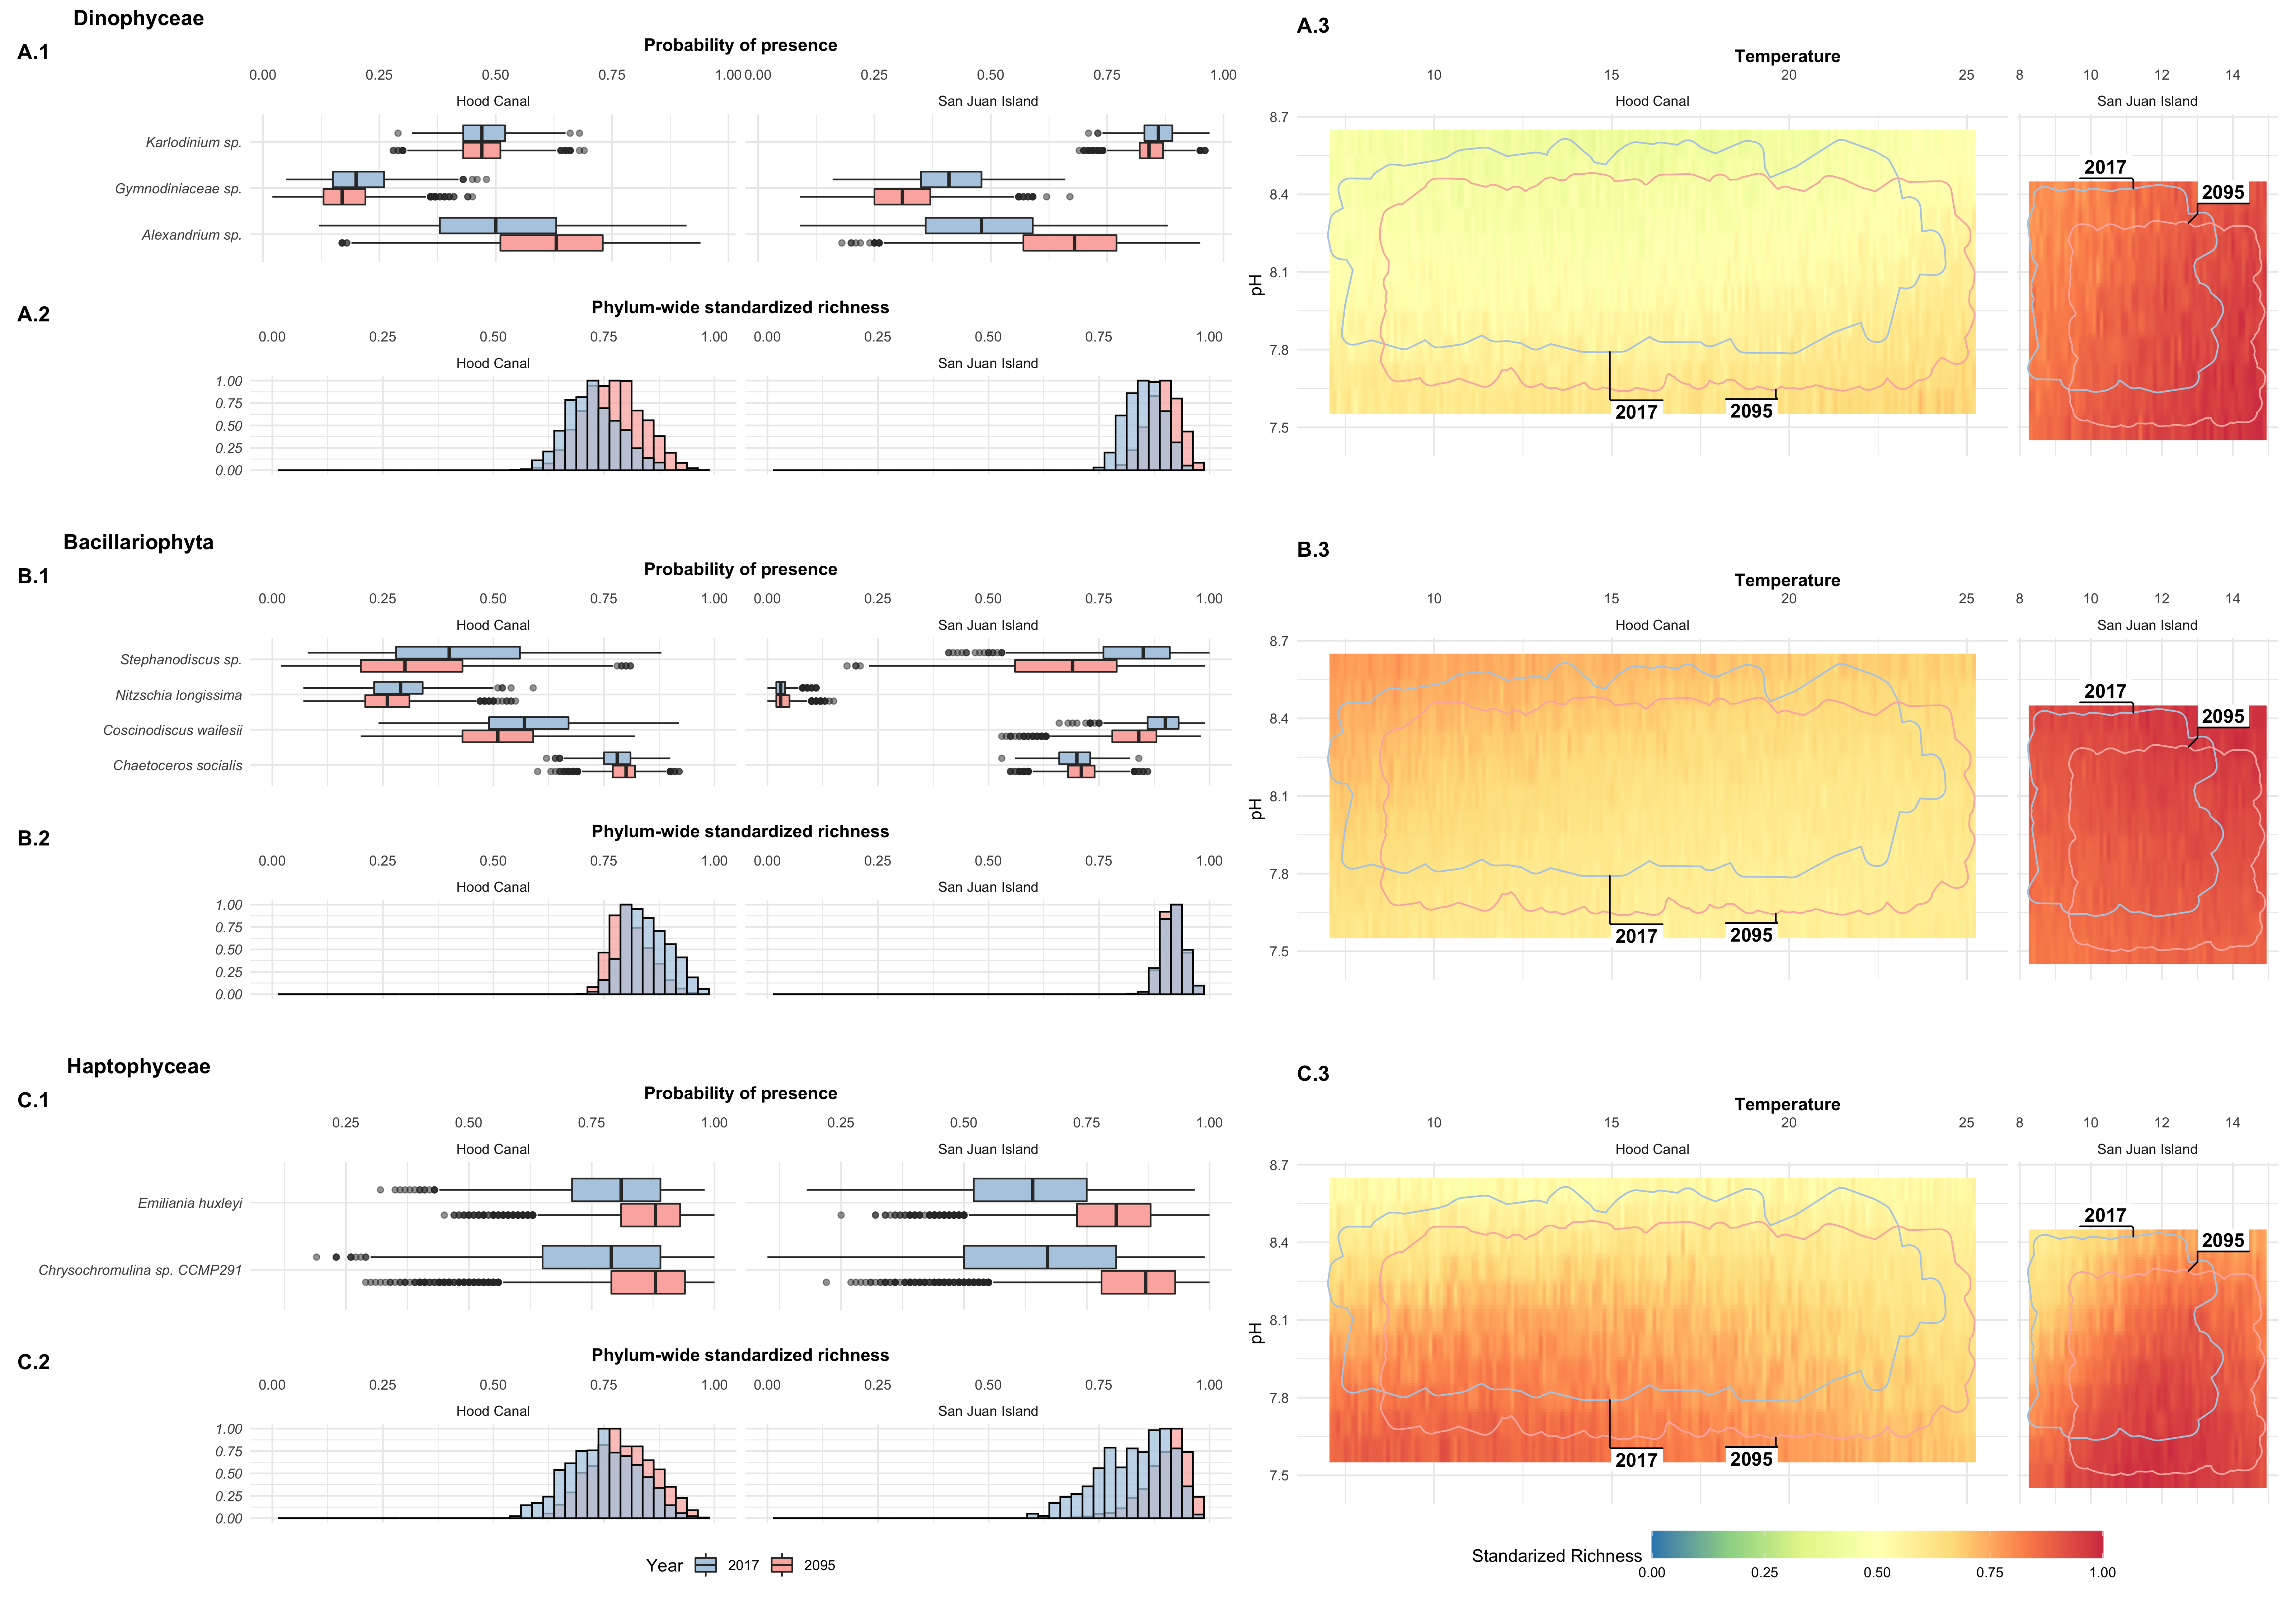 Dinophyceae
A.1
Probability of presence
0.00 0.25 0.50 0.75 1.00 0.00 0.25 0.50 0.75 1.00
Hood Canal San Juan Island
Karlodinium sp.
Gymnodiniaceae sp.
Alexandrium sp.
A.2
Phylum-wide standardized richness
0.00 0.25 0.50 0.75 1.00 0.00 0.25 0.50 0.75 1.00
Hood Canal San Juan Island
1.00
0.75
0.50
0.25
0.00
A.3
Temperature
10 15 20 25 8 10 12 14
Hood Canal San Juan Island
pH
8.7
8.4
8.1
7.8
7.5
2017
2095
2017
2095
Bacillariophyta
B.1
Probability of presence
0.00 0.25 0.50 0.75 1.00 0.00 0.25 0.50 0.75 1.00
Hood Canal San Juan Island
Stephanodiscus sp.
Nitzschia longissima
Coscinodiscus wailesii
Chaetoceros socialis
B.2
Phylum-wide standardized richness
0.00 0.25 0.50 0.75 1.00 0.00 0.25 0.50 0.75 1.00
Hood Canal San Juan Island
1.00
0.75
0.50
0.25
0.00
B.3
Temperature
10 15 20 25 8 10 12 14
Hood Canal San Juan Island
pH
8.7
8.4
8.1
7.8
7.5
2017
2095
2017
2095
Haptophyceae
C.1
Probability of presence
0.25 0.50 0.75 1.00 0.25 0.50 0.75 1.00
Hood Canal San Juan Island
Emiliania huxleyi
Chrysochromulina sp. CCMP291
C.2
Phylum-wide standardized richness
0.00 0.25 0.50 0.75 1.00 0.00 0.25 0.50 0.75 1.00
Hood Canal San Juan Island
1.00
0.75
0.50
0.25
0.00
Year 2017 2095
C.3
Temperature
10 15 20 25 8 10 12 14
Hood Canal San Juan Island
pH
8.7
8.4
8.1
7.8
7.5
2017
2095
2017
2095
Standarized Richness
0.00 0.25 0.50 0.75 1.00